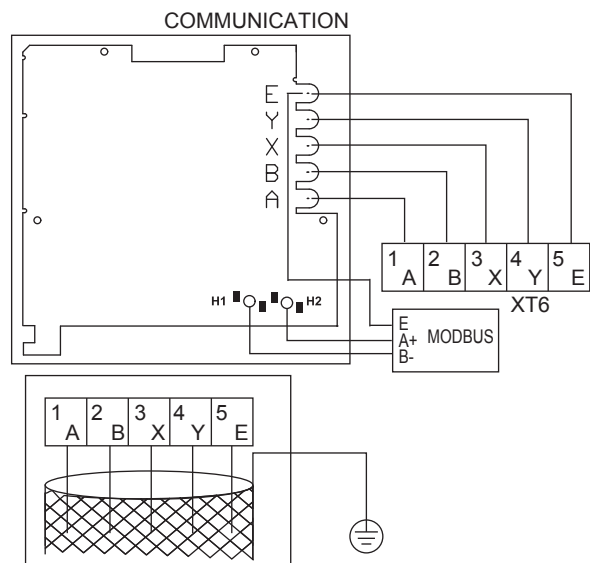 COMMUNICATION
E
Y
X
B
A
1 A 2 B 3 X 4 Y 5 E
XT6
H1 H2
E
A+ MODBUS
B-
1 A 2 B 3 X 4 Y 5 E